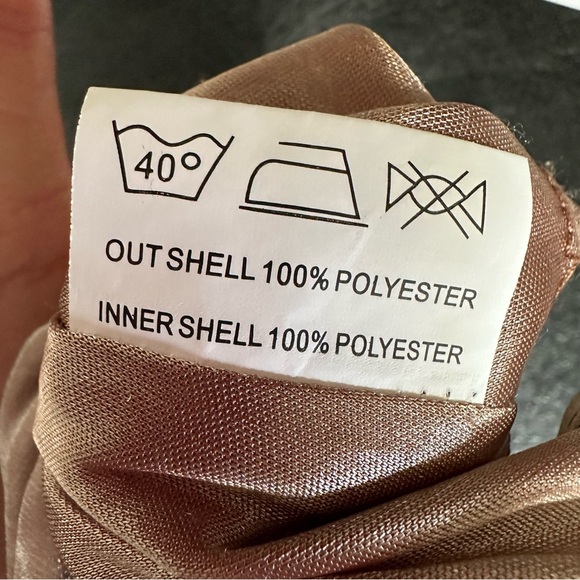 40°
OUT SHELL 100% POLYESTER
INNER SHELL 100% POLYESTER